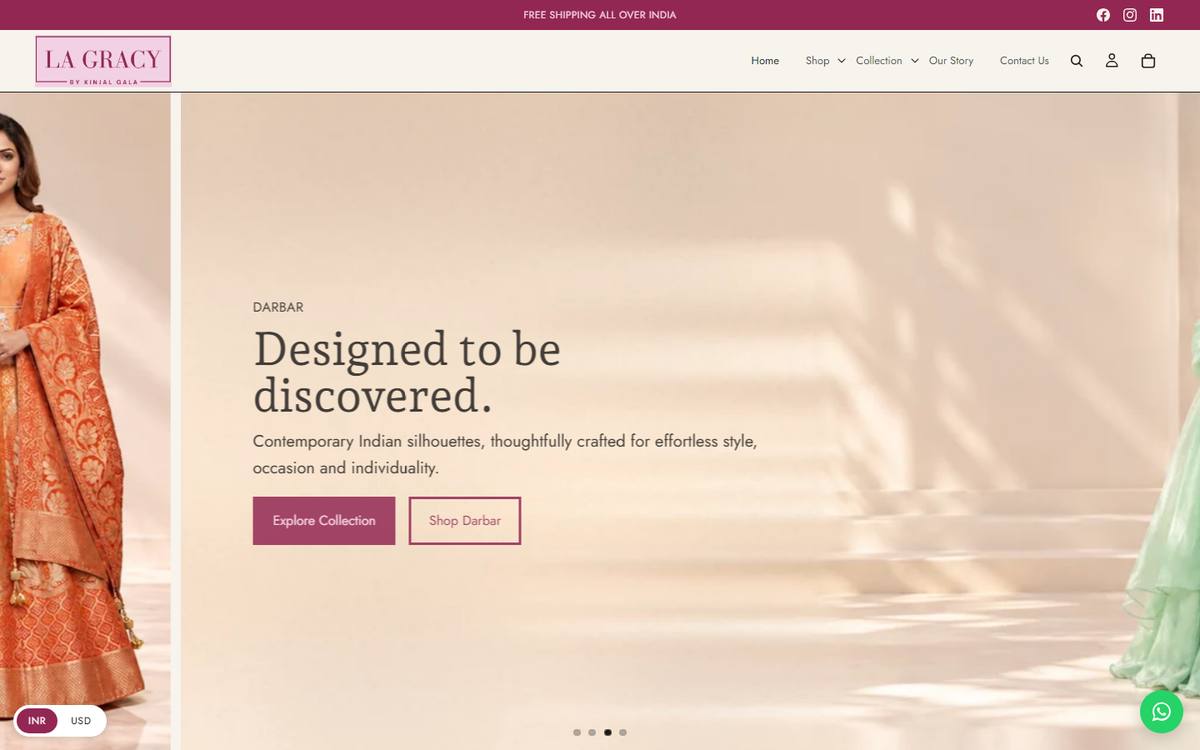 FREE SHIPPING ALL OVER INDIA
LA GRACY
BY KINJAL GALA
Home
Shop
Collection
Our Story
Contact Us
DARBAR
Designed to be
discovered.
Contemporary Indian silhouettes, thoughtfully crafted for effortless style,
occasion and individuality.
Explore Collection
Shop Darbar
INR
USD